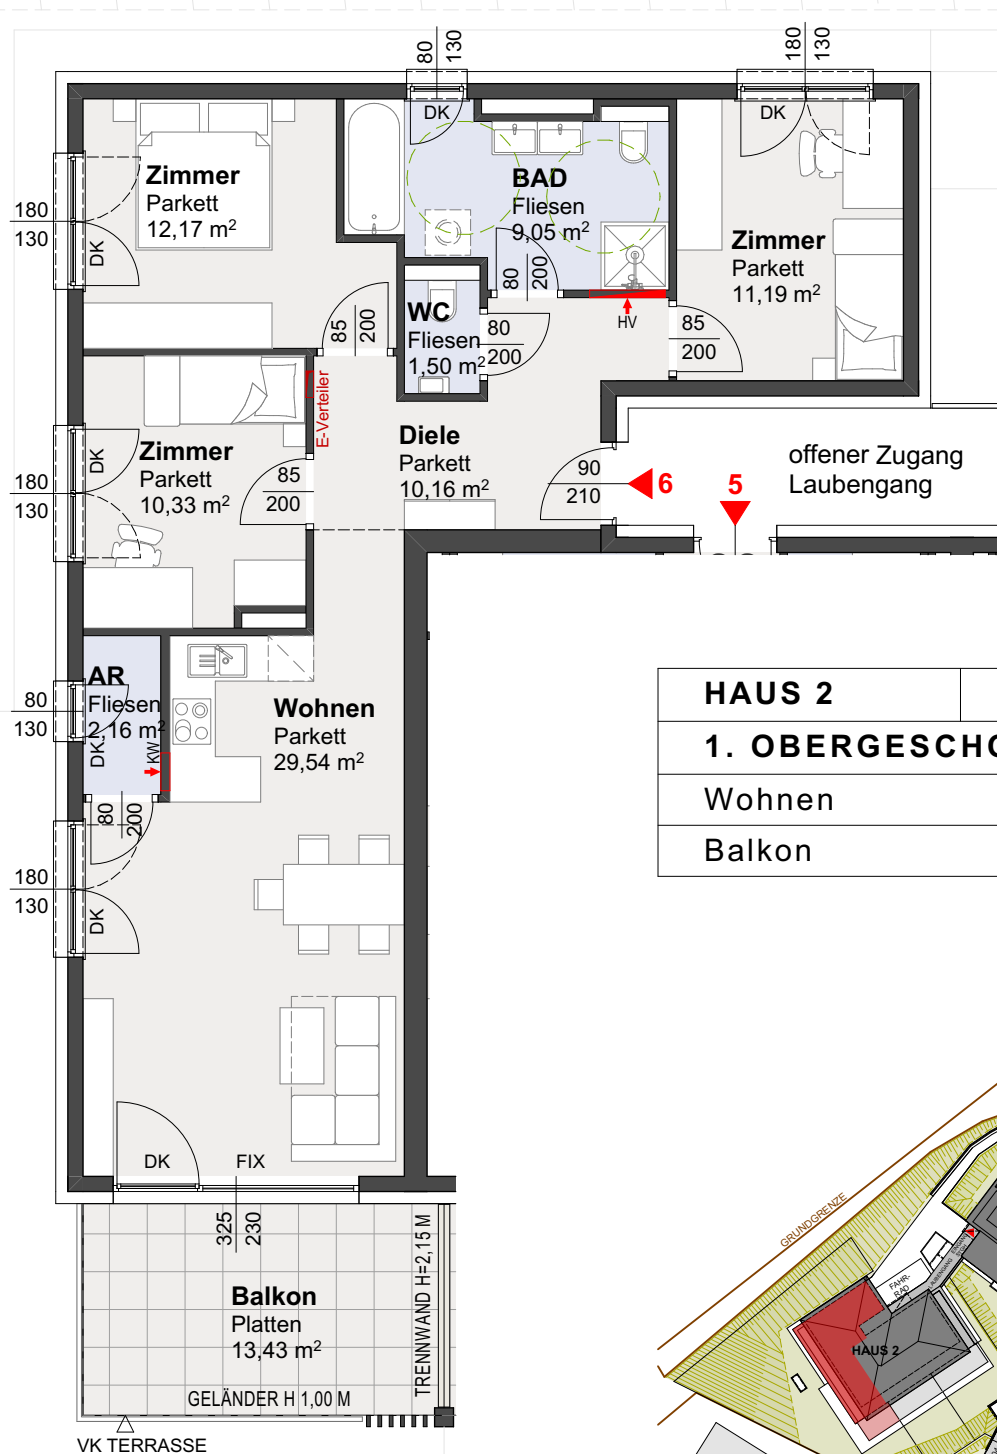 80
130
180
130
DK
DK
Zimmer
Parkett
12,17 m²
BAD
Fliesen
9,05 m²
Zimmer
Parkett
11,19 m²
180
130
DK
80
200
85
200
WC
Fliesen
1,50 m²
80
200
HV
85
200
E-Verteiler
Zimmer
Parkett
10,33 m²
DK
180
130
85
200
Diele
Parkett
10,16 m²
90
210
6
5
offener Zugang
Laubengang
AR
Fliesen
2,16 m²
80
130
DK
KW
80
200
Wohnen
Parkett
29,54 m²
HAUS 2
1. OBERGESCHO
Wohnen
Balkon
180
130
DK
DK
FIX
325
230
Balkon
Platten
13,43 m²
TRENNWAND H=2,15 M
GELÄNDER H 1,00 M
VK TERRASSE
GRUNDGRENZE
FAHR-
RAD
LAUBENGANG
HAUS 2